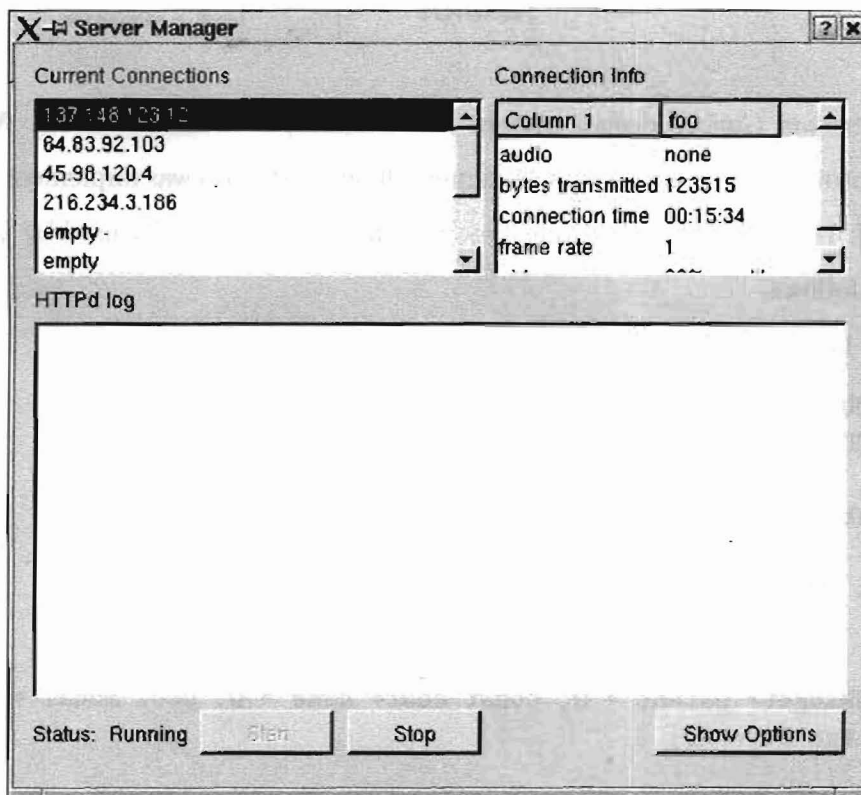 Server Manager
Current Connections
137.148.123.12
64.83.92.103
45.98.120.4
216.234.3.186
empty
empty
Connection Info
Column 1 foo
audio none
bytes transmitted 123515
connection time 00:15:34
frame rate 1
HTTPd log
Status: Running
Start
Stop
Show Options